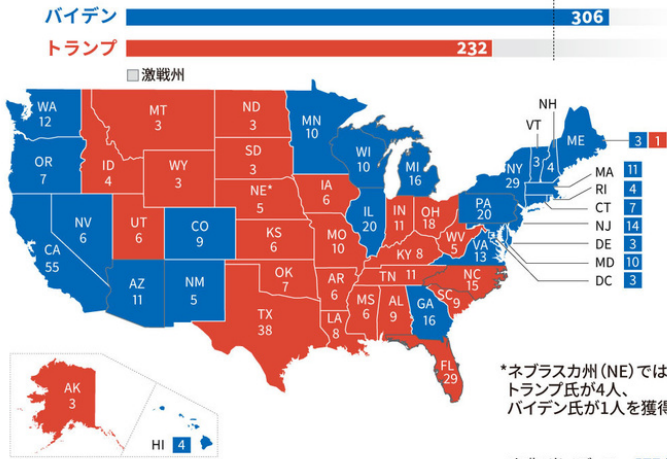 バイデン 306
トランプ 232
激戦州
WA
12
OR
7
CA
55
NV
6
ID
4
MT
3
WY
3
UT
6
AZ
11
CO
9
NM
5
ND
3
SD
3
NE*
5
KS
6
OK
7
TX
38
MN
10
IA
6
MO
10
AR
6
LA
8
WI
10
IL
20
MI
16
IN
11
OH
18
KY 8
TN 11
MS
6
AL
9
GA
16
FL
29
SC 9
NC
15
WV
5
VA
13
PA
20
NY
29
VT
3
NH
4
ME 3 1
MA 11
RI 4
CT 7
NJ 14
DE 3
MD 10
DC 3
AK
3
HI 4
*ネブラスカ州(NE)では
トランプ氏が4人、
バイデン氏が1人を獲得